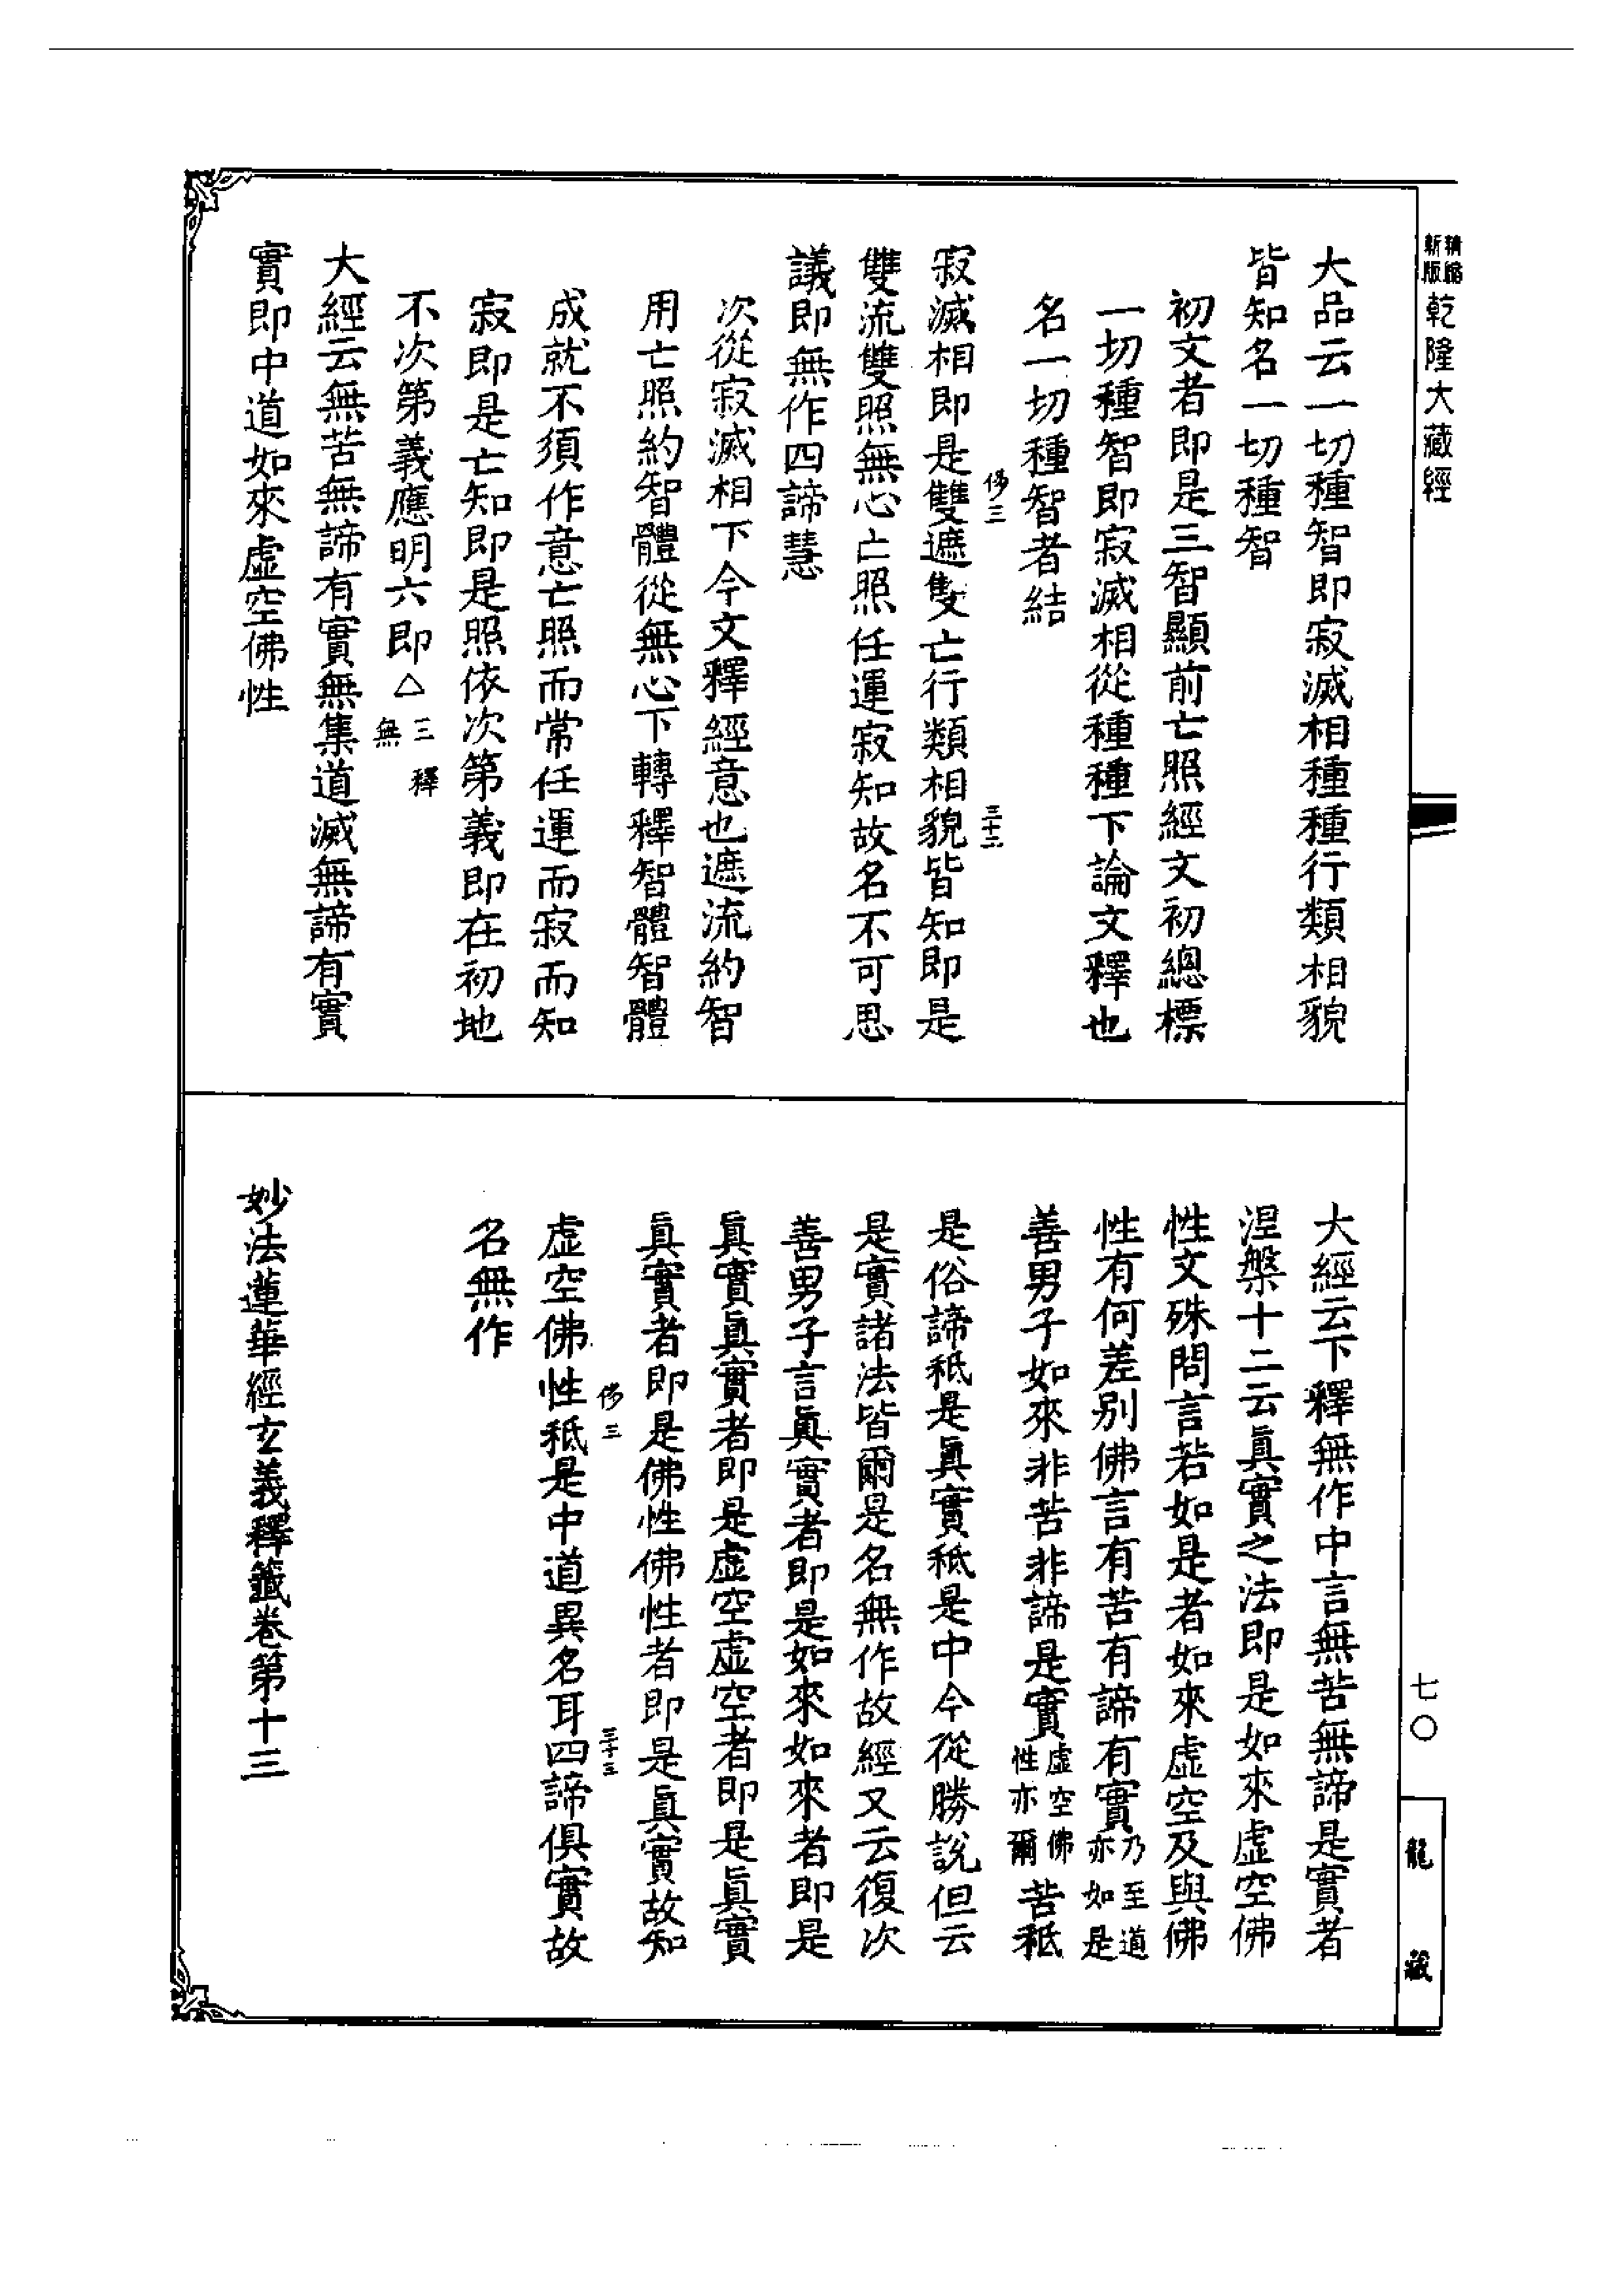 精縮新版乾隆大藏經
大品云一切種智即寂滅相種種行類相貌
皆知名一切種智
初文者即是三智顯前亡照經文初總標
一切種智即寂滅相從種種下論文釋也
名一切種智者結
侈三
三十二
寂滅相即是雙遮雙亡行類相貌皆知即是
雙流雙照無心亡照任運寂知故名不可思
議即無作四諦慧
次從寂滅相下今文釋經意也遮流約智
用亡照約智體從無心下轉釋智體智體
成就不須作意亡照而常任運而寂而知
寂即是亡知即是照依次第義即在初地
不次第義應明六即△三釋無
大經云無苦無諦有實無集道滅無諦有實
實即中道如來虛空佛性
大經云下釋無作中言無苦無諦是實者
涅槃十二云真實之法即是如來虛空佛
性文殊問言若如是者如來虛空及與佛
性有何差別佛言有苦有諦有實乃至道亦如是
善男子如來非苦非諦是實虛空佛性亦爾苦秖
是俗諦秖是真實秖是中今從勝說但云
是實諸法皆爾是名無作故經又云復次
善男子言真實者即是如來如來者即是
真實真實者即是虛空虛空者即是真實
真實者即是佛性佛性者即是真實故知
侈三
三十三
虛空佛性秖是中道異名耳四諦俱實故
名無作
妙法蓮華經玄義釋籤卷第十三
七〇
龍藏